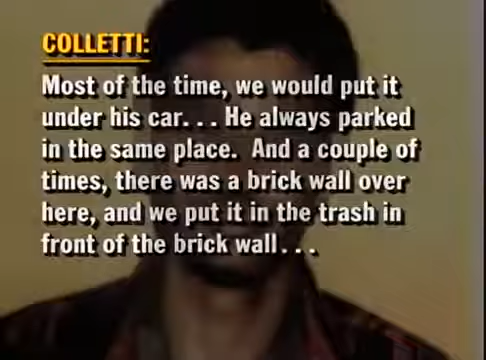 COLLETTI:
Most of the time, we would put it
under his car... He always parked
in the same place. And a couple of
times, there was a brick wall over
here, and we put it in the trash in
front of the brick wall...